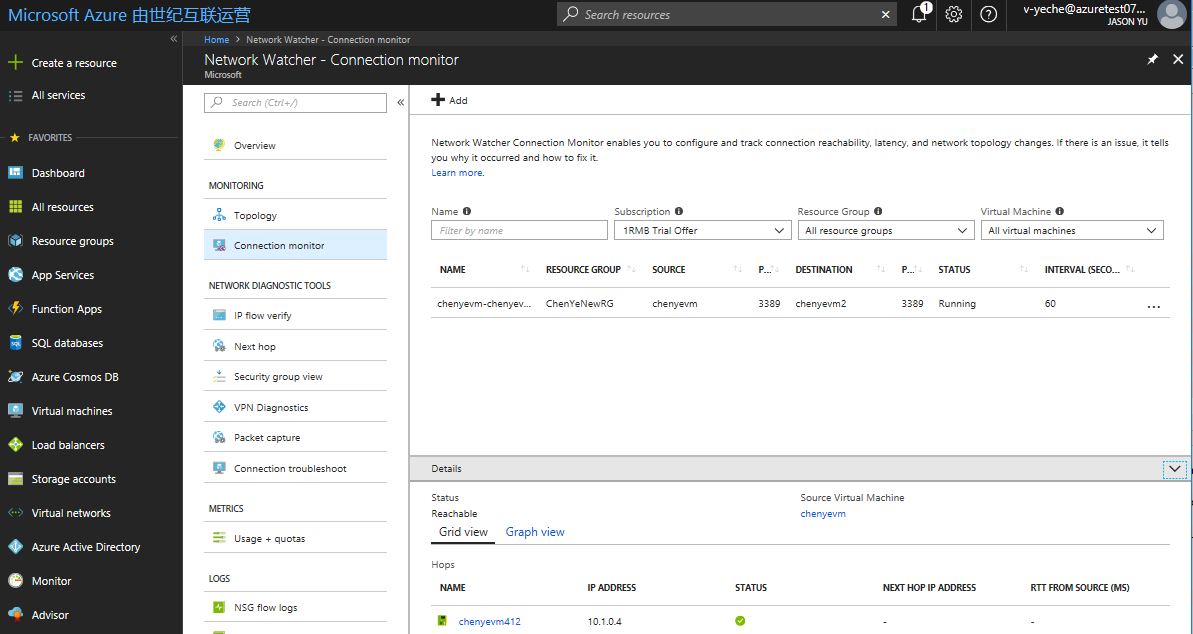 Microsoft Azure 由世纪互联运营
Search resources
1
v-yeche@azuretest07...
JASON YU
Create a resource
All services
FAVORITES
Dashboard
All resources
Resource groups
App Services
Function Apps
SQL databases
Azure Cosmos DB
Virtual machines
Load balancers
Storage accounts
Virtual networks
Azure Active Directory
Monitor
Advisor
Home > Network Watcher - Connection monitor
Network Watcher - Connection monitor
Microsoft
Search (Ctrl+/)
Overview
MONITORING
Topology
Connection monitor
NETWORK DIAGNOSTIC TOOLS
IP flow verify
Next hop
Security group view
VPN Diagnostics
Packet capture
Connection troubleshoot
METRICS
Usage + quotas
LOGS
NSG flow logs
Add
Network Watcher Connection Monitor enables you to configure and track connection reachability, latency, and network topology changes. If there is an issue, it tells
you why it occurred and how to fix it.
Learn more.
Name Subscription Resource Group Virtual Machine
Filter by name 1RMB Trial Offer All resource groups All virtual machines
NAME RESOURCE GROUP SOURCE P... DESTINATION P... STATUS INTERVAL (SECO...
chenyevm-chenyev... ChenYeNewRG chenyevm 3389 chenyevm2 3389 Running 60 ...
Details
Status Source Virtual Machine
Reachable chenyevm
Grid view Graph view
Hops
NAME IP ADDRESS STATUS NEXT HOP IP ADDRESS RTT FROM SOURCE (MS)
chenyevm412 10.1.0.4 - -